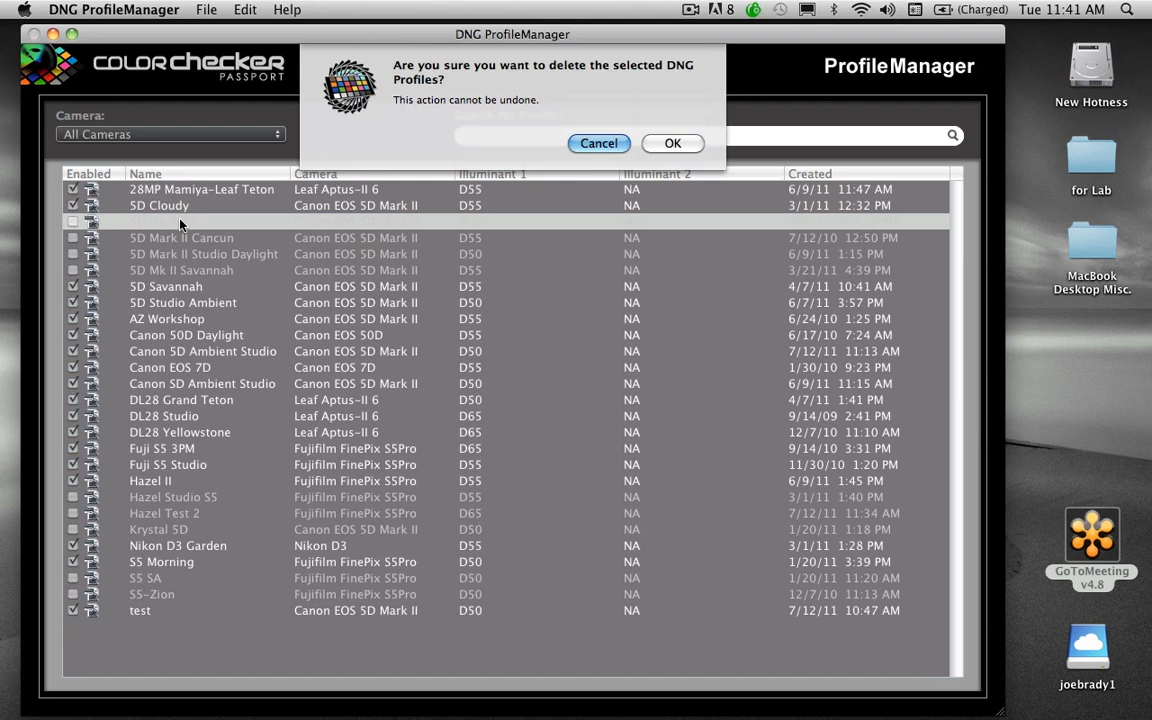 DNG ProfileManager File Edit Help 8 (Charged) Tue 11:41 AM
DNG ProfileManager
colorchecker PASSPORT
ProfileManager
Are you sure you want to delete the selected DNG
Profiles?
This action cannot be undone.
Cancel OK
Camera:
All Cameras
Enabled Name Camera Illuminant 1 Illuminant 2 Created
28MP Mamiya-Leaf Teton Leaf Aptus-II 6 D55 NA 6/9/11 11:47 AM
5D Cloudy Canon EOS 5D Mark II D55 NA 3/1/11 12:32 PM
5D Mark II Cancun Canon EOS 5D Mark II D55 NA 7/12/10 12:50 PM
5D Mark II Studio Daylight Canon EOS 5D Mark II D50 NA 6/9/11 1:15 PM
5D Mk II Savannah Canon EOS 5D Mark II D55 NA 3/21/11 4:39 PM
5D Savannah Canon EOS 5D Mark II D55 NA 4/7/11 10:41 AM
5D Studio Ambient Canon EOS 5D Mark II D50 NA 6/7/11 3:57 PM
AZ Workshop Canon EOS 5D Mark II D55 NA 6/24/10 1:25 PM
Canon 50D Daylight Canon EOS 50D D55 NA 6/17/10 7:24 AM
Canon 5D Ambient Studio Canon EOS 5D Mark II D50 NA 7/12/11 11:13 AM
Canon EOS 7D Canon EOS 7D D55 NA 1/30/10 9:23 PM
Canon SD Ambient Studio Canon EOS 5D Mark II D50 NA 6/9/11 11:15 AM
DL28 Grand Teton Leaf Aptus-II 6 D50 NA 4/7/11 1:41 PM
DL28 Studio Leaf Aptus-II 6 D65 NA 9/14/09 2:41 PM
DL28 Yellowstone Leaf Aptus-II 6 D65 NA 12/7/10 11:10 AM
Fuji S5 3PM Fujifilm FinePix S5Pro D65 NA 9/14/10 3:31 PM
Fuji S5 Studio Fujifilm FinePix S5Pro D55 NA 11/30/10 1:20 PM
Hazel II Fujifilm FinePix S5Pro D55 NA 6/9/11 1:45 PM
Hazel Studio S5 Fujifilm FinePix S5Pro D55 NA 3/1/11 1:40 PM
Hazel Test 2 Fujifilm FinePix S5Pro D65 NA 7/12/11 11:34 AM
Krystal 5D Canon EOS 5D Mark II D50 NA 1/20/11 1:18 PM
Nikon D3 Garden Nikon D3 D55 NA 3/1/11 1:28 PM
S5 Morning Fujifilm FinePix S5Pro D50 NA 1/20/11 3:39 PM
S5 SA Fujifilm FinePix S5Pro D50 NA 1/20/11 11:20 AM
S5-Zion Fujifilm FinePix S5Pro D50 NA 12/7/10 11:13 AM
test Canon EOS 5D Mark II D50 NA 7/12/11 10:47 AM
New Hotness
for Lab
MacBook
Desktop Misc.
GoToMeeting
v4.8
joebrady1